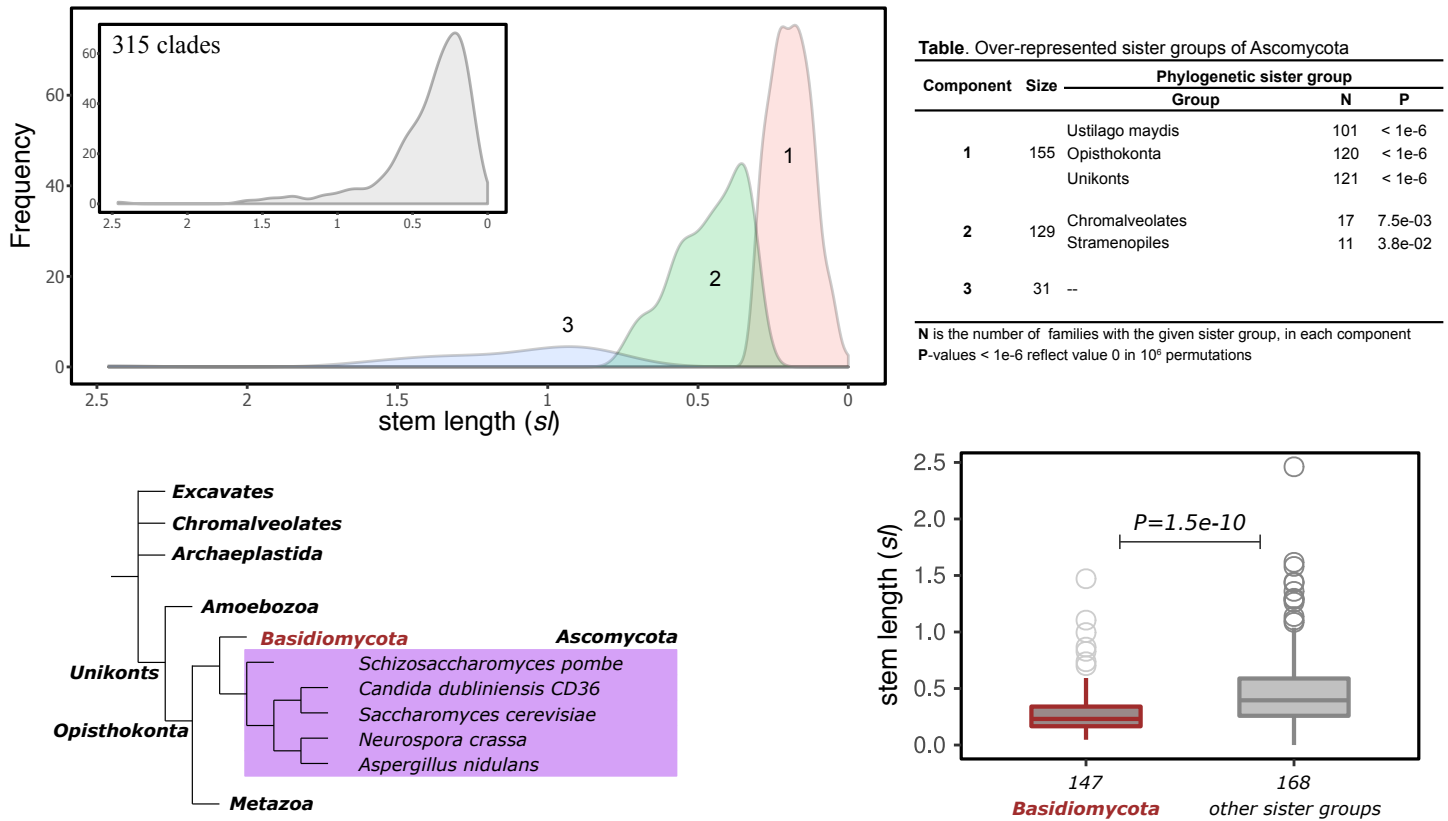 315 clades
60
40
20
0
2.5 2 1.5 1 0.5 0
Frequency
60
40
20
0
1
2
3
2.5 2 1.5 1 0.5 0
stem length (sl)
Table. Over-represented sister groups of Ascomycota
Component Size Phylogenetic sister group
Group N P
Ustilago maydis 101 < 1e-6
1 155 Opisthokonta 120 < 1e-6
Unikonts 121 < 1e-6
Chromalveolates 17 7.5e-03
2 129
Stramenopiles 11 3.8e-02
3 31 --
N is the number of families with the given sister group, in each component
P-values < 1e-6 reflect value 0 in 10⁶ permutations
Excavates
Chromalveolates
Archaeplastida
Amoebozoa
Basidiomycota Ascomycota
Schizosaccharomyces pombe
Unikonts
Candida dubliniensis CD36
Saccharomyces cerevisiae
Opisthokonta
Neurospora crassa
Aspergillus nidulans
Metazoa
stem length (sl)
2.5
2.0
1.5
1.0
0.5
0.0
P=1.5e-10
147 168
Basidiomycota other sister groups